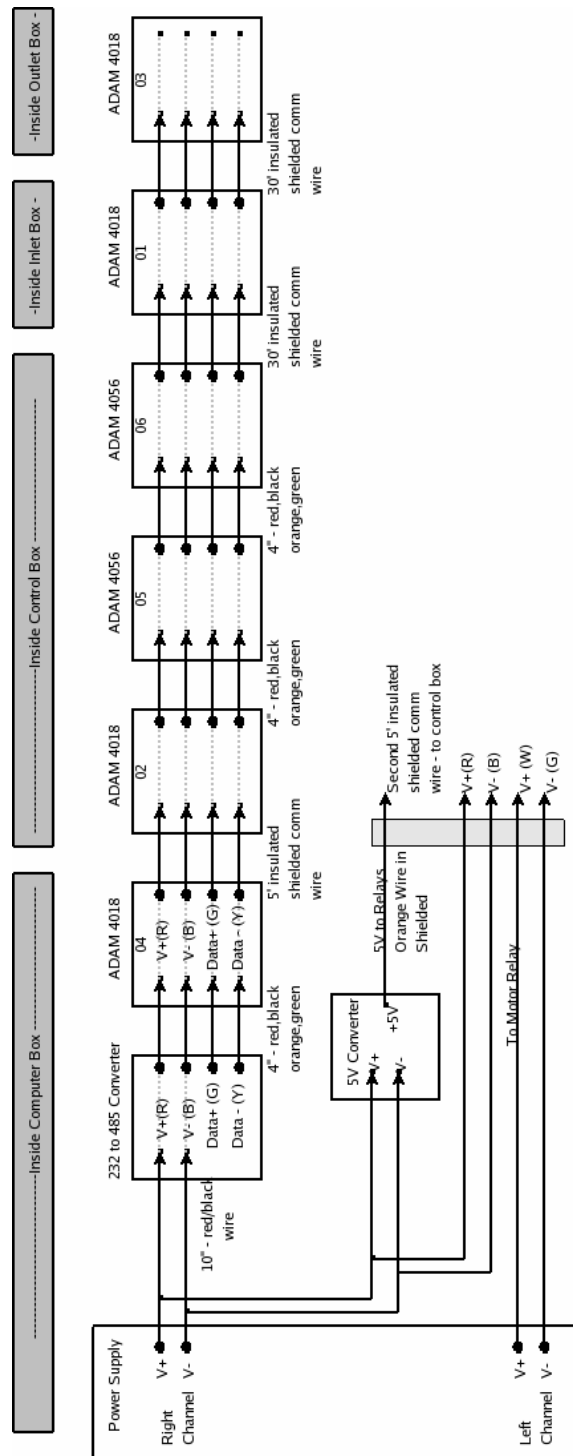 ----------Inside Computer Box ----------
----------Inside Control Box ----------
-Inside Inlet Box -
-Inside Outlet Box -
232 to 485 Converter
ADAM 4018
ADAM 4018
ADAM 4056
ADAM 4056
ADAM 4018
ADAM 4018
04
02
05
06
01
03
V+(R)
V- (B)
Data+ (G)
Data - (Y)
V+(R)
V- (B)
Data+ (G)
Data - (Y)
10" - red/black
wire
4" - red,black
orange,green
5' insulated
shielded comm
wire
4" - red,black
orange,green
4" - red,black
orange,green
30' insulated
shielded comm
wire
30' insulated
shielded comm
wire
Power Supply
Right
Channel
V+
V-
5V Converter
V+
V-
+5V
5V to Relays
Orange Wire in
Shielded
Second 5' insulated
shielded comm
wire - to control box
V+(R)
V- (B)
V+ (W)
V- (G)
To Motor Relay
Left
Channel
V+
V-